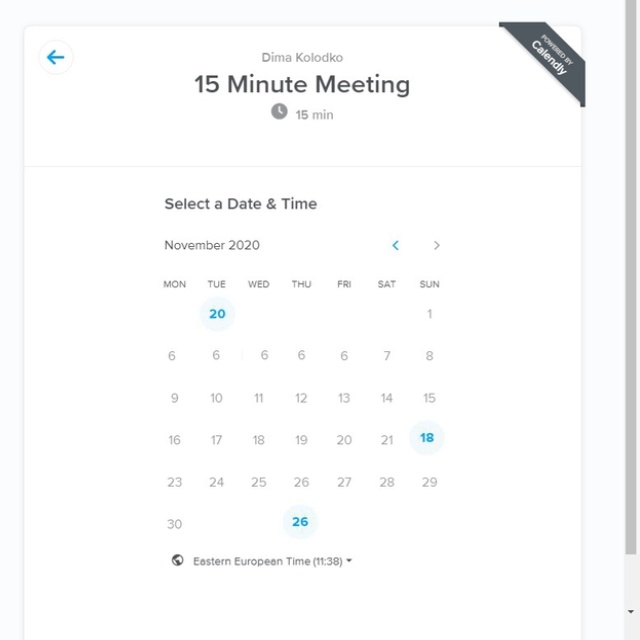 POWERED BY
Calendly
Dima Kolodko
15 Minute Meeting
15 min
Select a Date & Time
November 2020
MON TUE WED THU FRI SAT SUN
20 1
6 6 6 6 6 7 8
9 10 11 12 13 14 15
16 17 18 19 20 21 18
23 24 25 26 27 28 29
30 26
Eastern European Time (11:38)